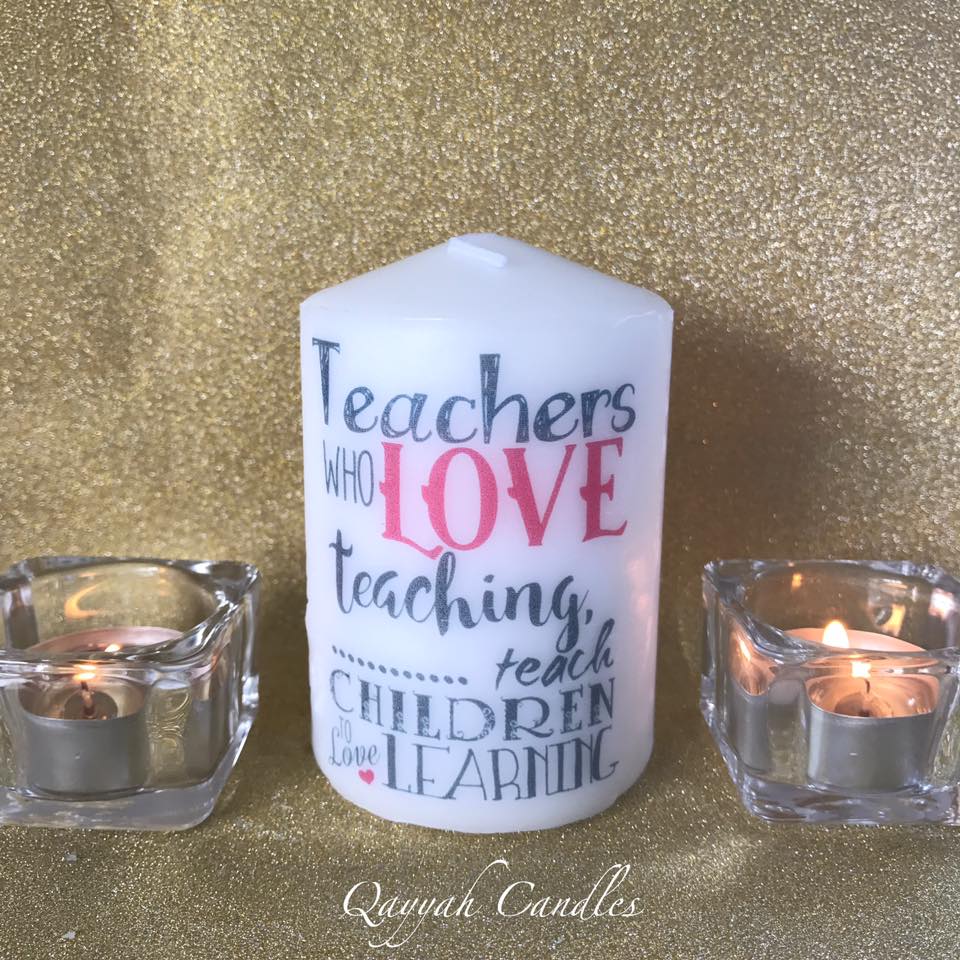 Teachers
WHO LOVE
teaching,
.......... teach
CHILDREN
TO
Love LEARNING
Qayyah Candles